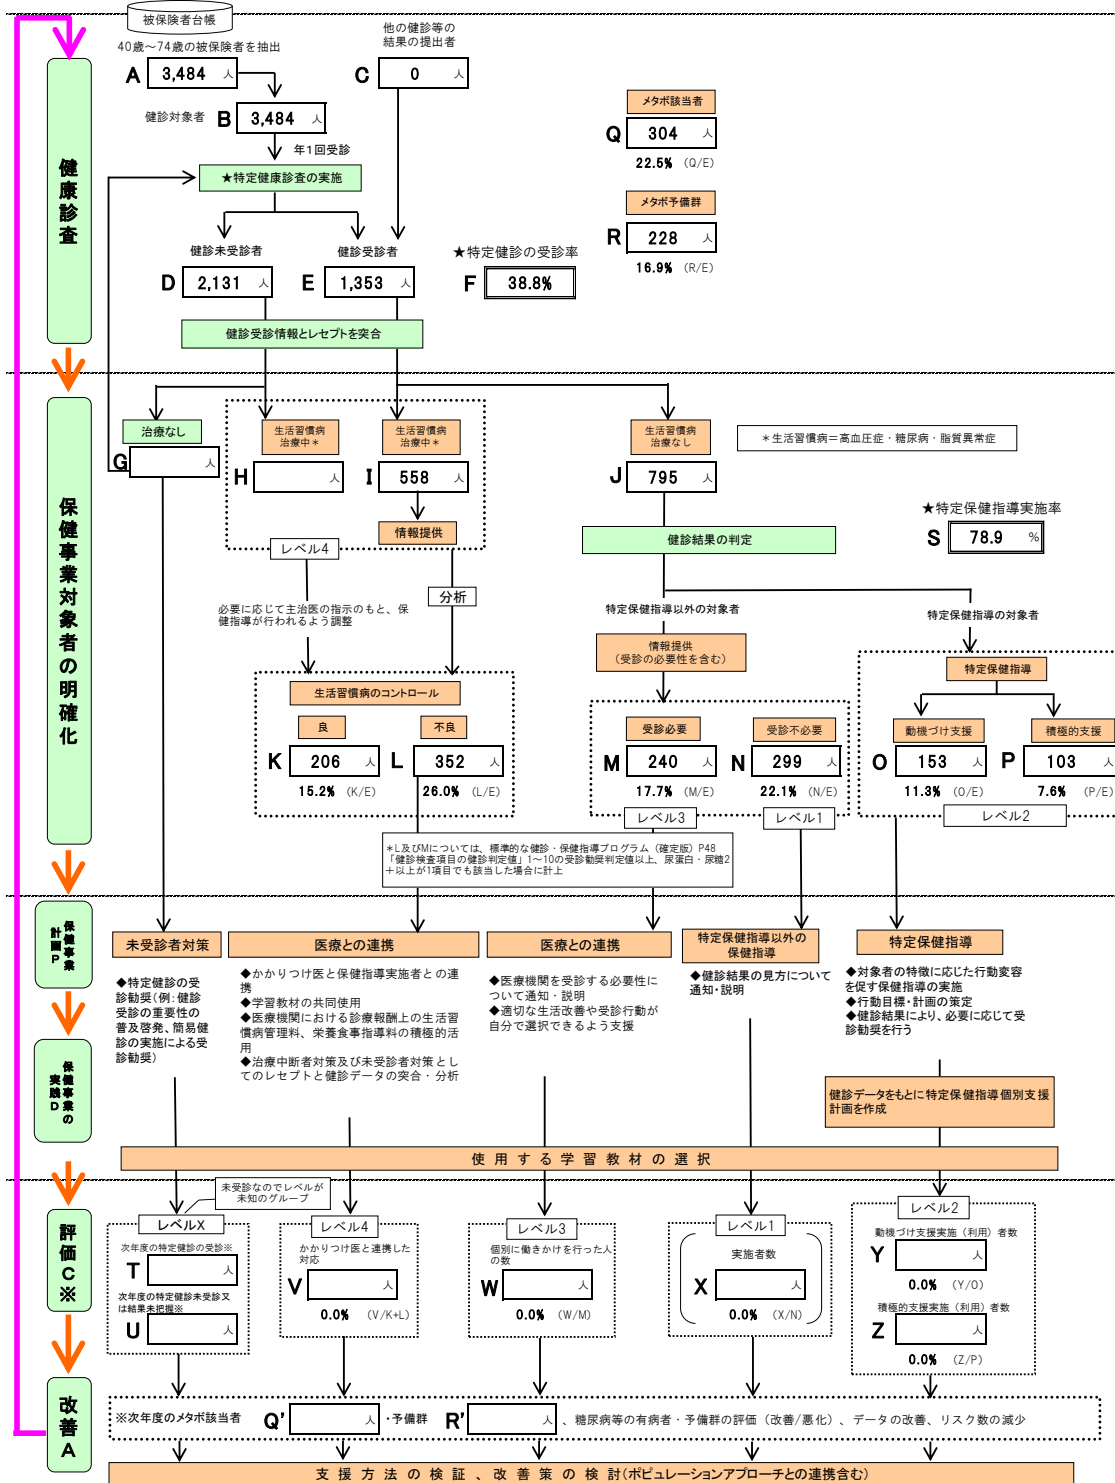 被保険者台帳
40歳～74歳の被保険者を抽出
他の健診等の
結果の提出者
A 3,484 人
C 0 人
健診対象者 B 3,484 人
年1回受診
★特定健康診査の実施
健康診査
メタボ該当者
Q 304 人
22.5% (Q/E)
メタボ予備群
R 228 人
16.9% (R/E)
健診未受診者
健診受診者
★特定健診の受診率
D 2,131 人
E 1,353 人
F 38.8%
健診受診情報とレセプトを突合
保健事業対象者の明確化
治療なし
G 人
生活習慣病
治療中＊
H 人
生活習慣病
治療中＊
I 558 人
情報提供
レベル4
生活習慣病
治療なし
J 795 人
＊生活習慣病＝高血圧症・糖尿病・脂質異常症
★特定保健指導実施率
S 78.9 %
健診結果の判定
分析
必要に応じて主治医の指示のもと、保
健指導が行われるよう調整
特定保健指導以外の対象者
特定保健指導の対象者
情報提供
（受診の必要性を含む）
特定保健指導
生活習慣病のコントロール
良
不良
K 206 人
L 352 人
15.2% (K/E)
26.0% (L/E)
受診必要
受診不必要
M 240 人
N 299 人
17.7% (M/E)
22.1% (N/E)
レベル3
レベル1
動機づけ支援
積極的支援
O 153 人
P 103 人
11.3% (O/E)
7.6% (P/E)
レベル2
＊L及びMについては、標準的な健診・保健指導プログラム（確定版）P48
「健診検査項目の健診判定値」1～10の受診勧奨判定値以上、尿蛋白・尿糖2
＋以上が1項目でも該当した場合に計上
保健事業
計画P
未受診者対策
医療との連携
医療との連携
特定保健指導以外の
保健指導
特定保健指導
◆特定健診の受
診勧奨（例：健診
受診の重要性の
普及啓発、簡易健
診の実施による受
診勧奨）
◆かかりつけ医と保健指導実施者との連
携
◆学習教材の共同使用
◆医療機関における診療報酬上の生活習
慣病管理料、栄養食事指導料の積極的活
用
◆治療中断者対策及び未受診者対策とし
てのレセプトと健診データの突合・分析
◆医療機関を受診する必要性に
ついて通知・説明
◆適切な生活改善や受診行動が
自分で選択できるよう支援
◆健診結果の見方について
通知・説明
◆対象者の特徴に応じた行動変容
を促す保健指導の実施
◆行動目標・計画の策定
◆健診結果により、必要に応じて受
診勧奨を行う
保健事業の
実践D
健診データをもとに特定保健指導個別支援
計画を作成
使用する学習教材の選択
評価C※
未受診なのでレベルが
未知のグループ
レベルX
次年度の特定健診の受診※
T 人
次年度の特定健診未受診又
は結果未把握※
U 人
レベル4
かかりつけ医と連携した
対応
V 人
0.0% (V/K+L)
レベル3
個別に働きかけを行った人
の数
W 人
0.0% (W/M)
レベル1
実施者数
X 人
0.0% (X/N)
レベル2
動機づけ支援実施（利用）者数
Y 人
0.0% (Y/O)
積極的支援実施（利用）者数
Z 人
0.0% (Z/P)
改善A
※次年度のメタボ該当者 Q' 人 ・予備群 R' 人 、糖尿病等の有病者・予備群の評価（改善/悪化）、データの改善、リスク数の減少
支援方法の検証、改善策の検討（ポピュレーションアプローチとの連携含む）